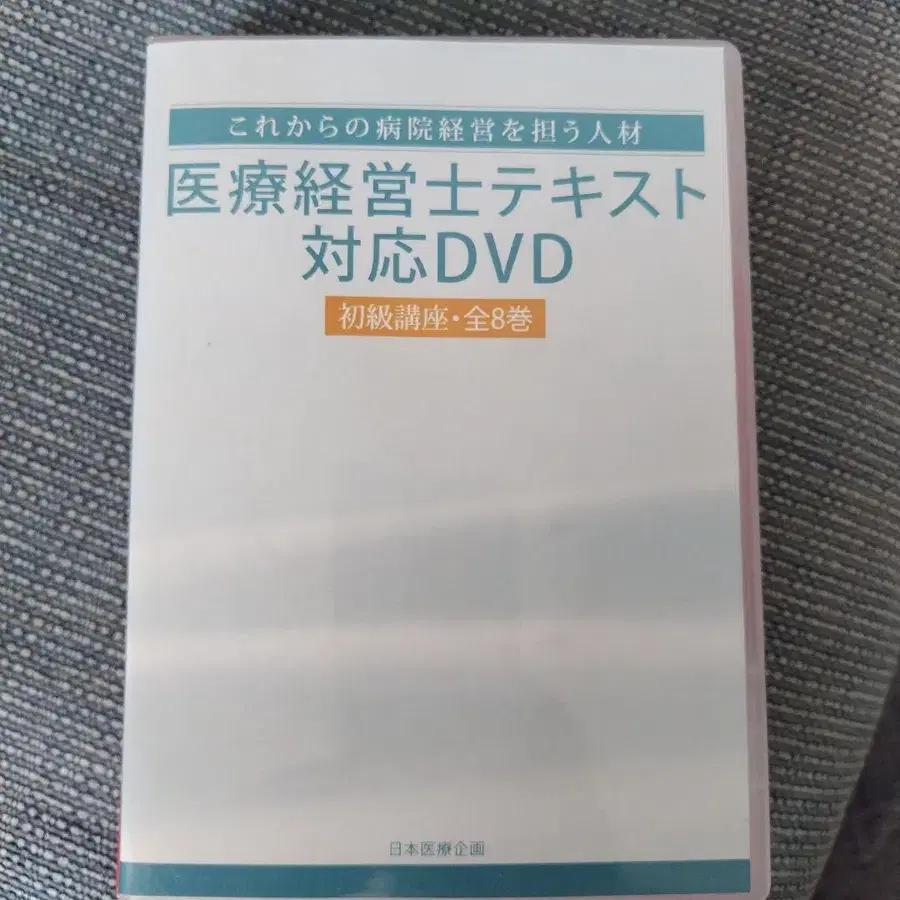 これからの病院経営を担う人材
医療経営士テキスト
対応DVD
初級講座・全8巻
日本医療企画